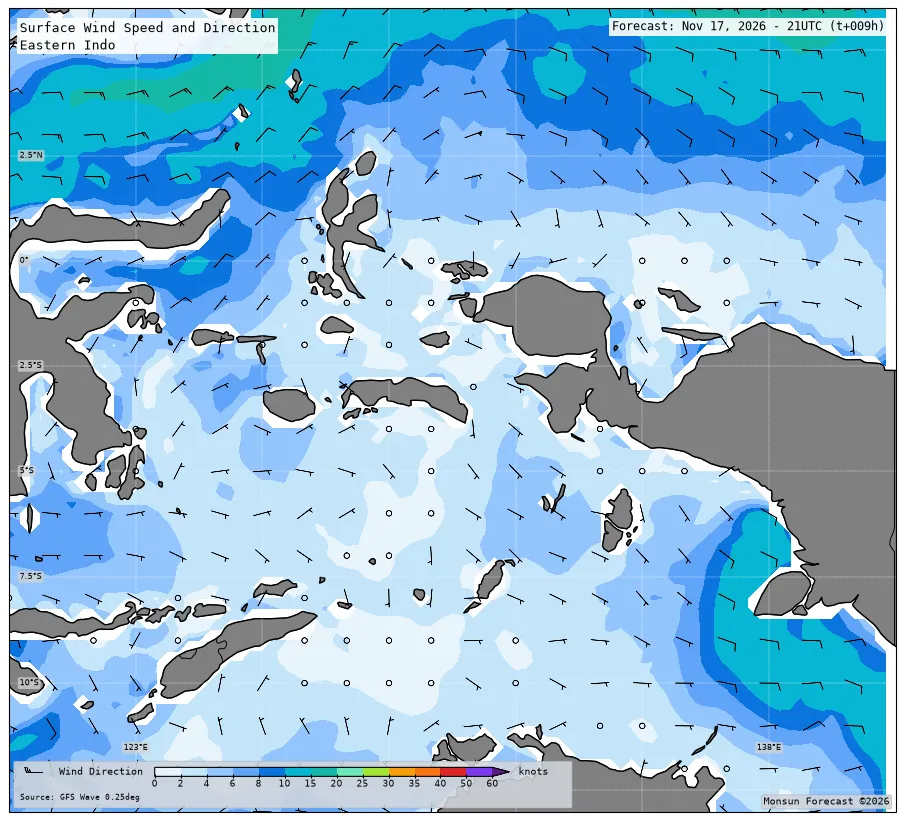 Surface Wind Speed and Direction
Eastern Indo
Forecast: Nov 17, 2026 - 21UTC (t+009h)
2.5°N
0°
2.5°S
5°S
7.5°S
10°S
123°E
138°E
Wind Direction
knots
0 2 4 6 8 10 15 20 25 30 35 40 50 60
Source: GFS Wave 0.25deg
Monsun Forecast ©2026